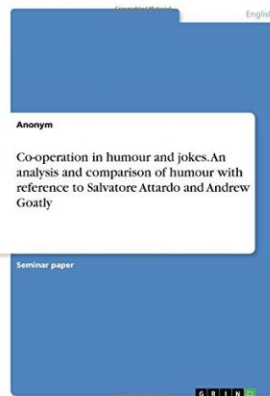 English
Anonym
Co-operation in humour and jokes. An
analysis and comparison of humour with
reference to Salvatore Attardo and Andrew
Goatly
Seminar paper
GRIN